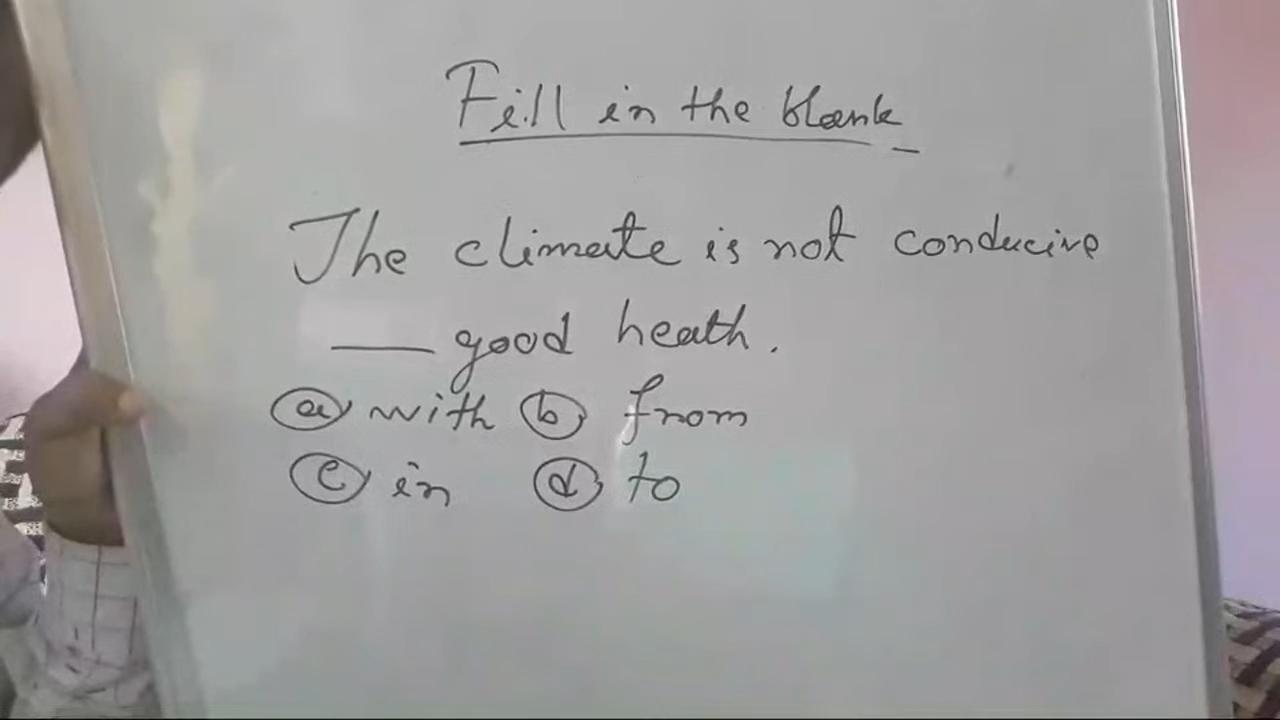 Fill in the blank
The climate is not conducive
___ good heath.
(a) with (b) from
(c) in (d) to